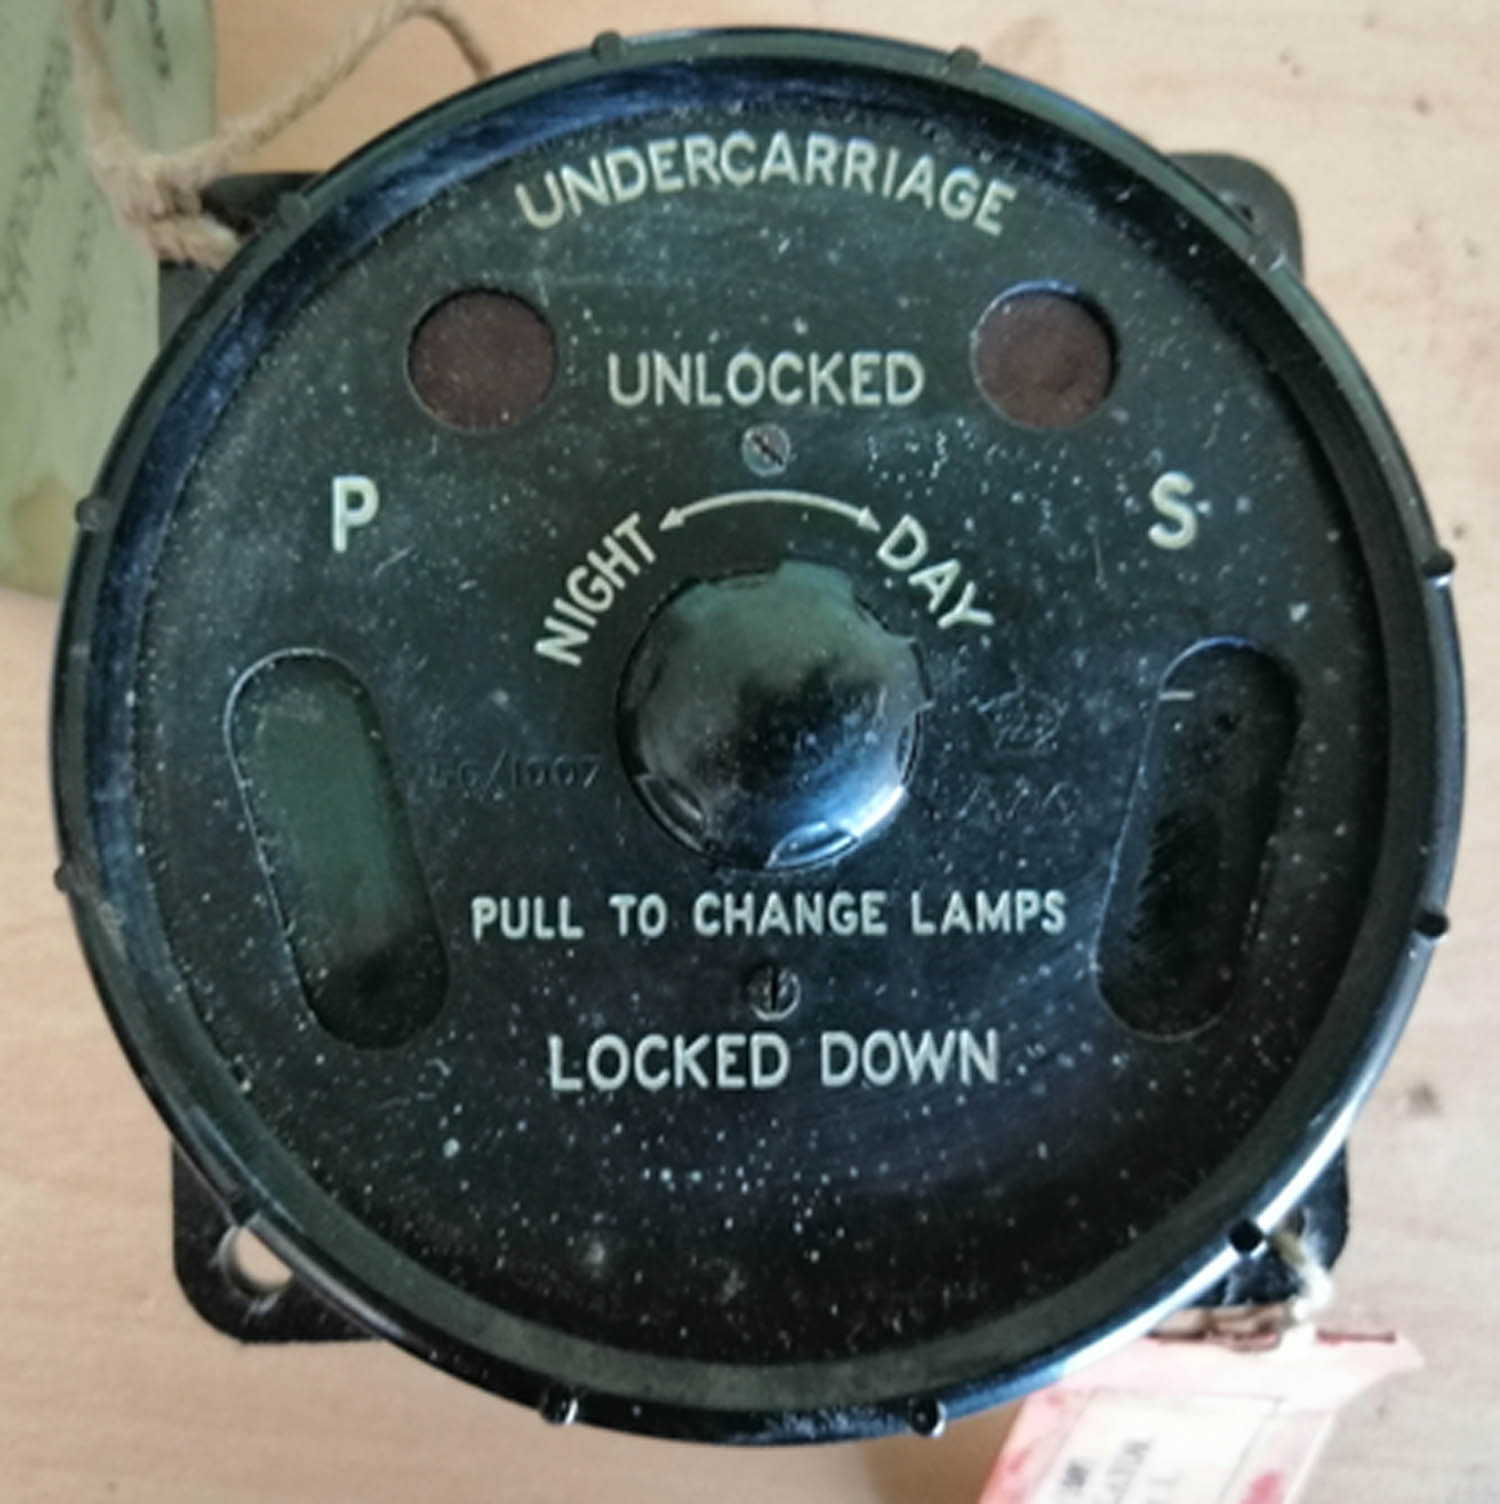 UNDERCARRIAGE
UNLOCKED
P
S
NIGHT
DAY
PULL TO CHANGE LAMPS
LOCKED DOWN